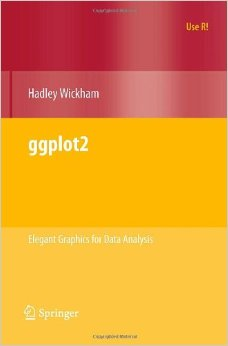 Use R!
Hadley Wickham
ggplot2
Elegant Graphics for Data Analysis
Springer